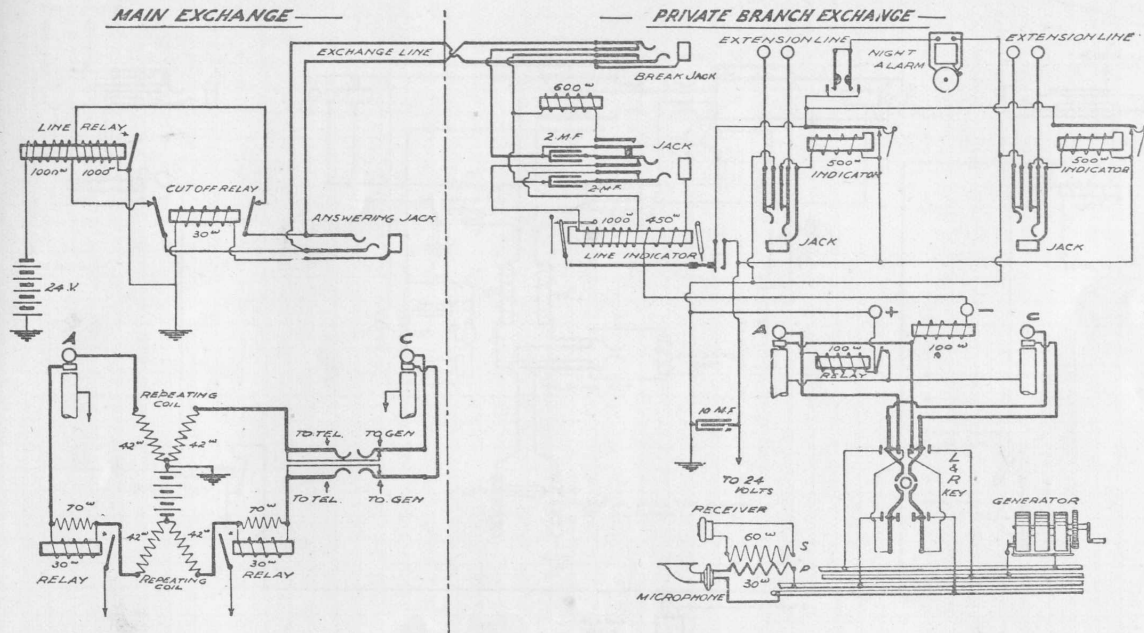 MAIN EXCHANGE
PRIVATE BRANCH EXCHANGE
EXCHANGE LINE
BREAK JACK
EXTENSION LINE
NIGHT ALARM
EXTENSION LINE
LINE RELAY
1000ω 1000ω
CUT OFF RELAY
30ω
ANSWERING JACK
24 V.
600ω
2 M.F
JACK
2 M.F
1000ω 450ω
LINE INDICATOR
500ω
INDICATOR
JACK
500ω
INDICATOR
JACK
A
C
REPEATING COIL
42ω 42ω
TO TEL. TO GEN
TO TEL. TO GEN
70ω
30ω
RELAY
42ω 42ω
REPEATING COIL
70ω
30ω
RELAY
+
−
A
C
100ω
RELAY
100ω
R
10 M.F
TO 24 VOLTS
L & R KEY
GENERATOR
RECEIVER
60ω
S
P
30ω
MICROPHONE